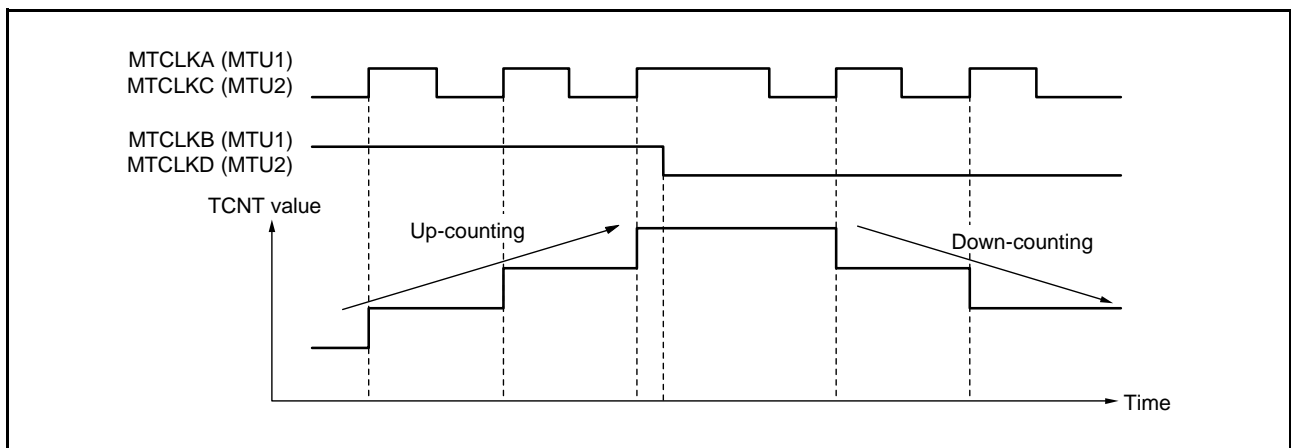 MTCLKA (MTU1)
MTCLKC (MTU2)
MTCLKB (MTU1)
MTCLKD (MTU2)
TCNT value
Up-counting
Down-counting
Time